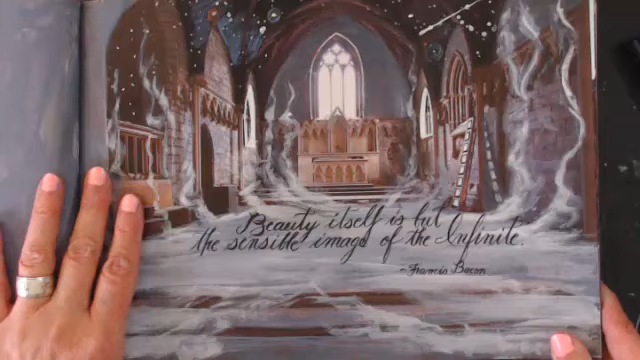 Beauty itself is but
the sensible image of the Infinite.
- Francis Bacon